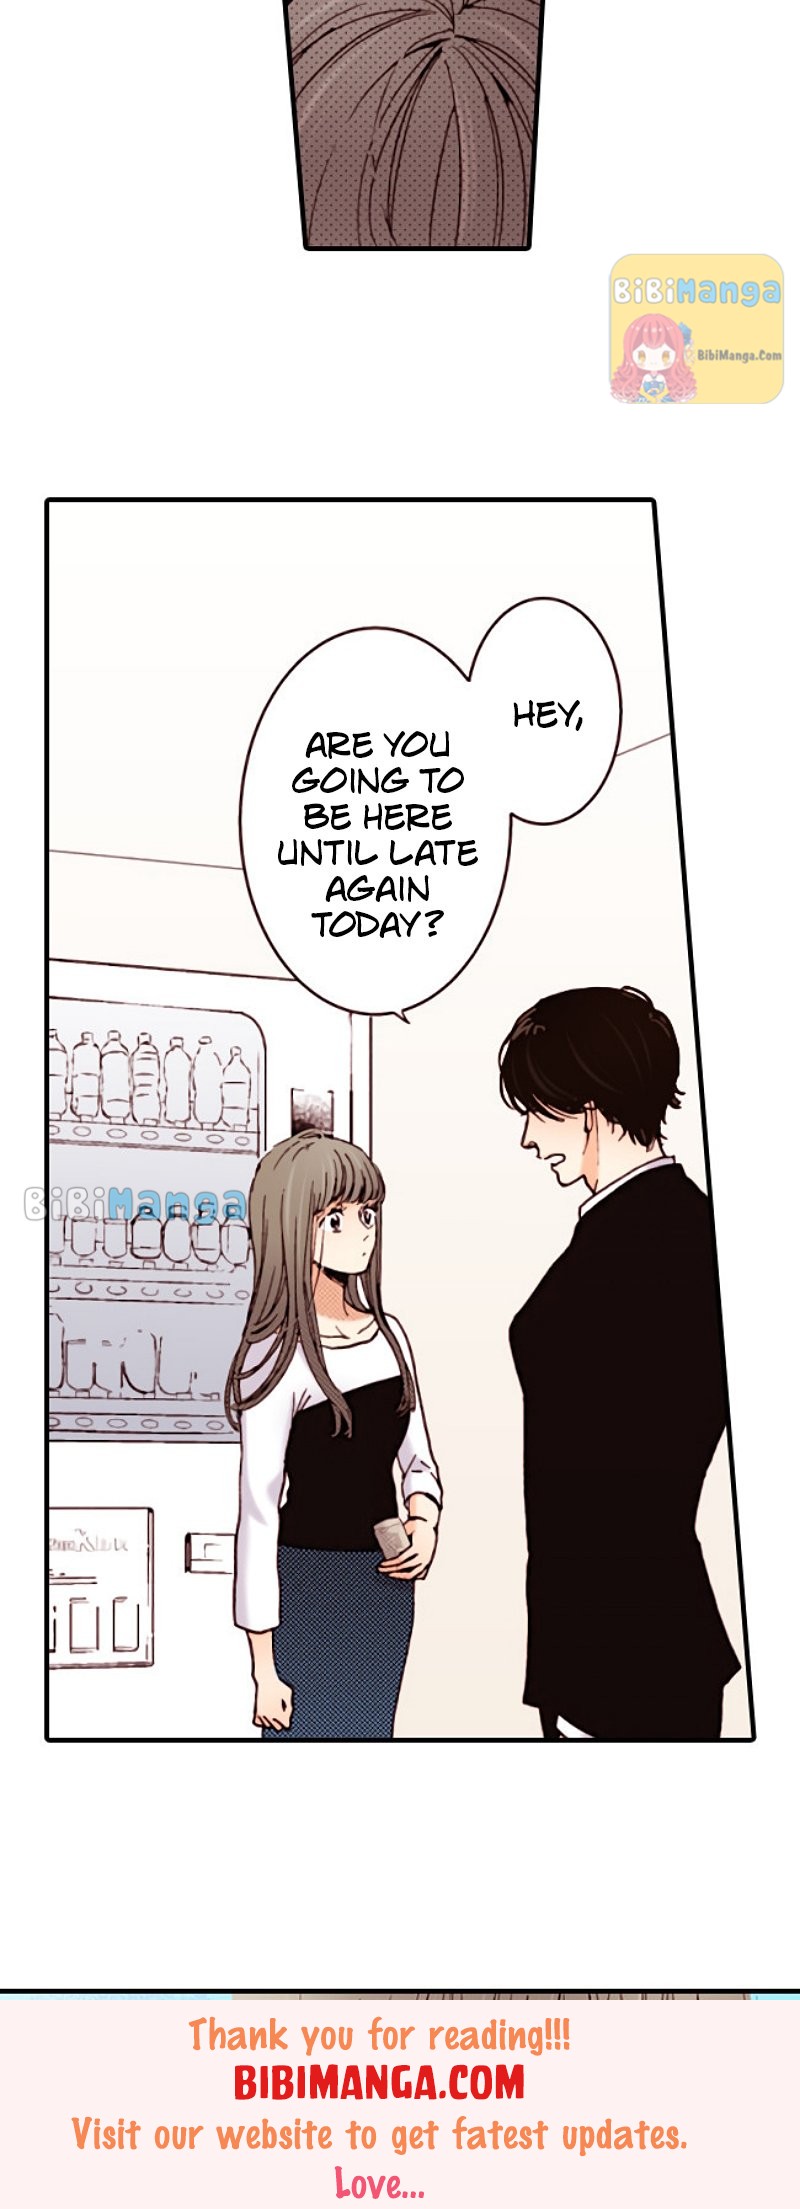 BiBiManga
BibiManga.Com
HEY,
ARE YOU
GOING TO
BE HERE
UNTIL LATE
AGAIN
TODAY?
BiBiManga
Thank you for reading!!!
BIBIMANGA.COM
Visit our website to get fatest updates.
Love...